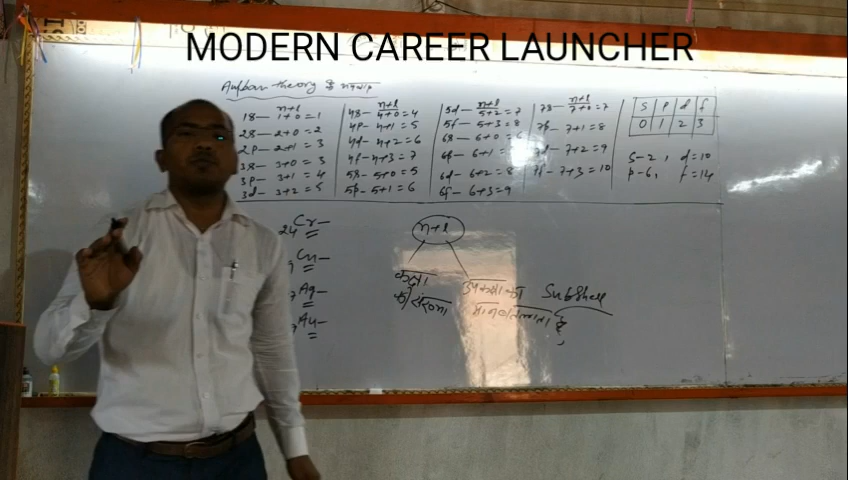 MODERN CAREER LAUNCHER
Aufbau theory के
n+l
1s— 1+0=1
2s— 2+0=2
2p— 2+1=3
3s— 3+0=3
3p— 3+1=4
3d— 3+2=5
n+l
4s— 4+0=4
4p— 4+1=5
4d— 4+2=6
4f— 4+3=7
5s— 5+0=5
5p— 5+1=6
n+l
5d— 5+2=7
5f— 5+3=8
6s— 6+0=6
6p— 6+1=
6d— 6+2=8
6f— 6+3=9
n+l
7s— 7+0=7
7p— 7+1=8
7d— 7+2=9
7f— 7+3=10
S P d f
0 1 2 3
S-2, d=10
p-6, f=14
24 Cr—
Cu—
Ag—
Au—
n+l
कक्षा
की संख्या
उपकक्षा का Subshell
मान बतलाता है